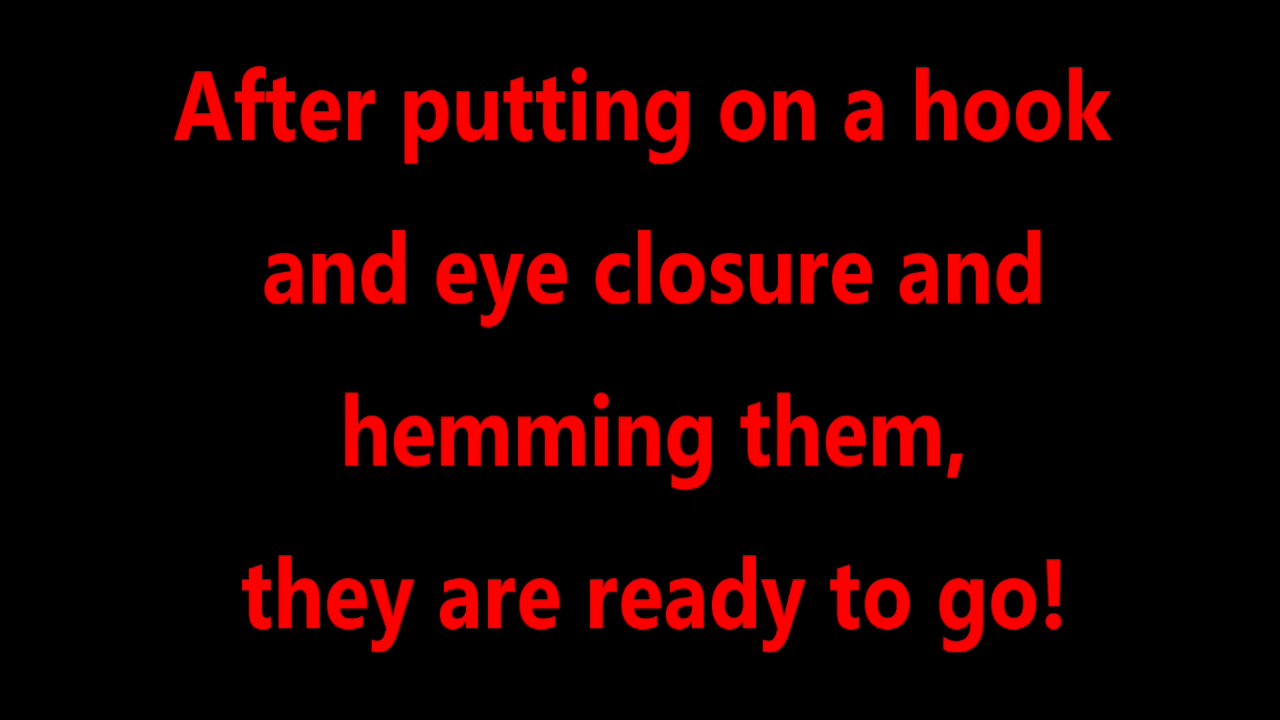 After putting on a hook
and eye closure and
hemming them,
they are ready to go!